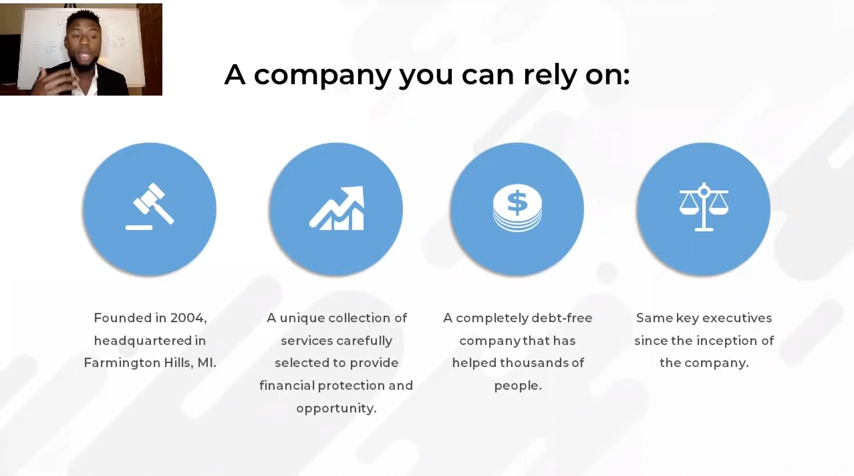 A company you can rely on:
Founded in 2004,
headquartered in
Farmington Hills, MI.
A unique collection of
services carefully
selected to provide
financial protection and
opportunity.
$
A completely debt-free
company that has
helped thousands of
people.
Same key executives
since the inception of
the company.